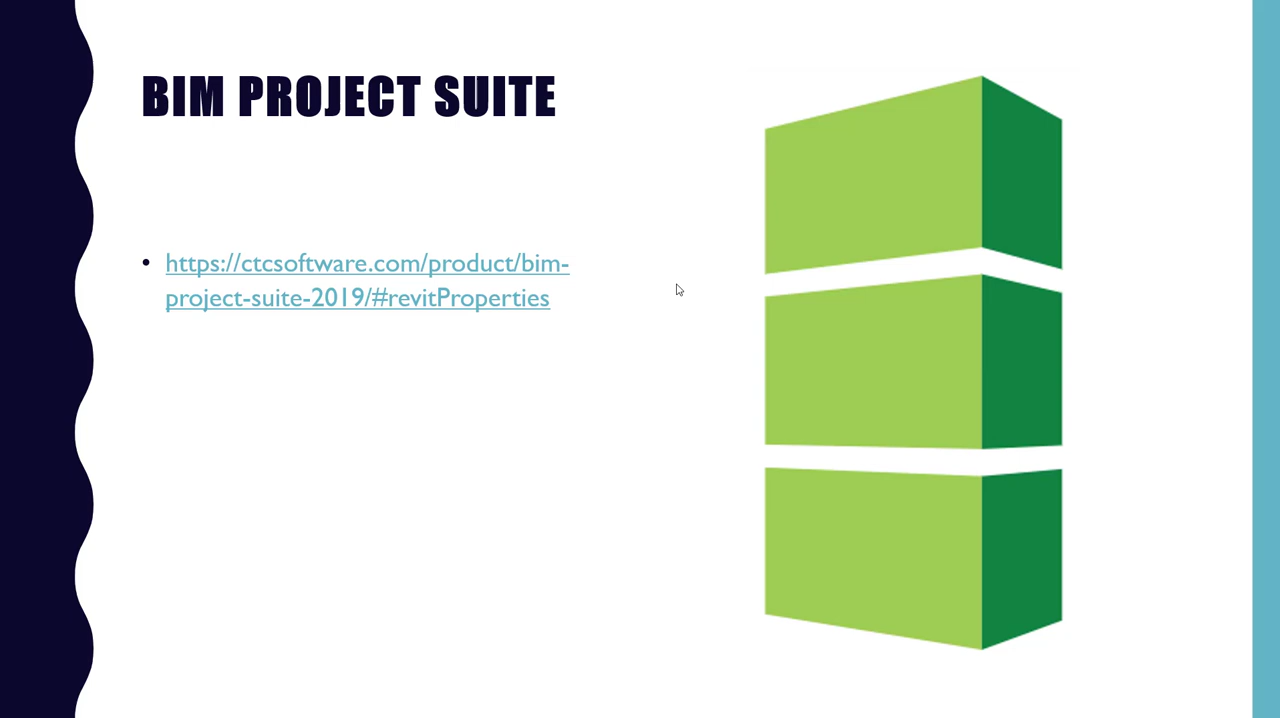 BIM PROJECT SUITE
• https://ctcsoftware.com/product/bim-
project-suite-2019/#revitProperties